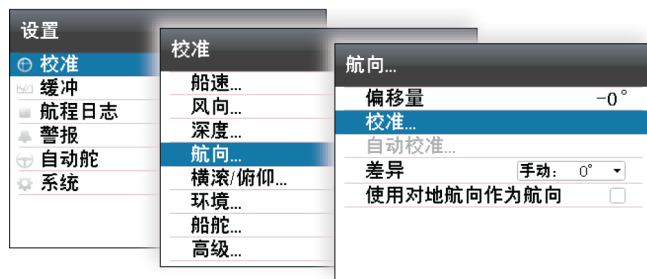 设置
校准
缓冲
航程日志
警报
自动舵
系统
校准
船速...
风向...
深度...
航向...
横滚/俯仰...
环境...
船舵...
高级...
航向...
偏移量 -0°
校准...
自动校准...
差异 手动: 0°
使用对地航向作为航向